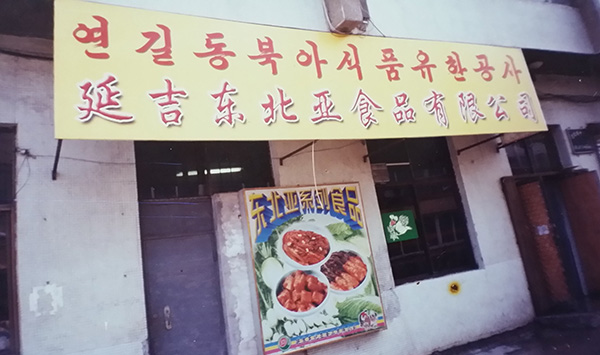 연길동북아식품유한공사
延吉东北亚食品有限公司
东北亚系列食品